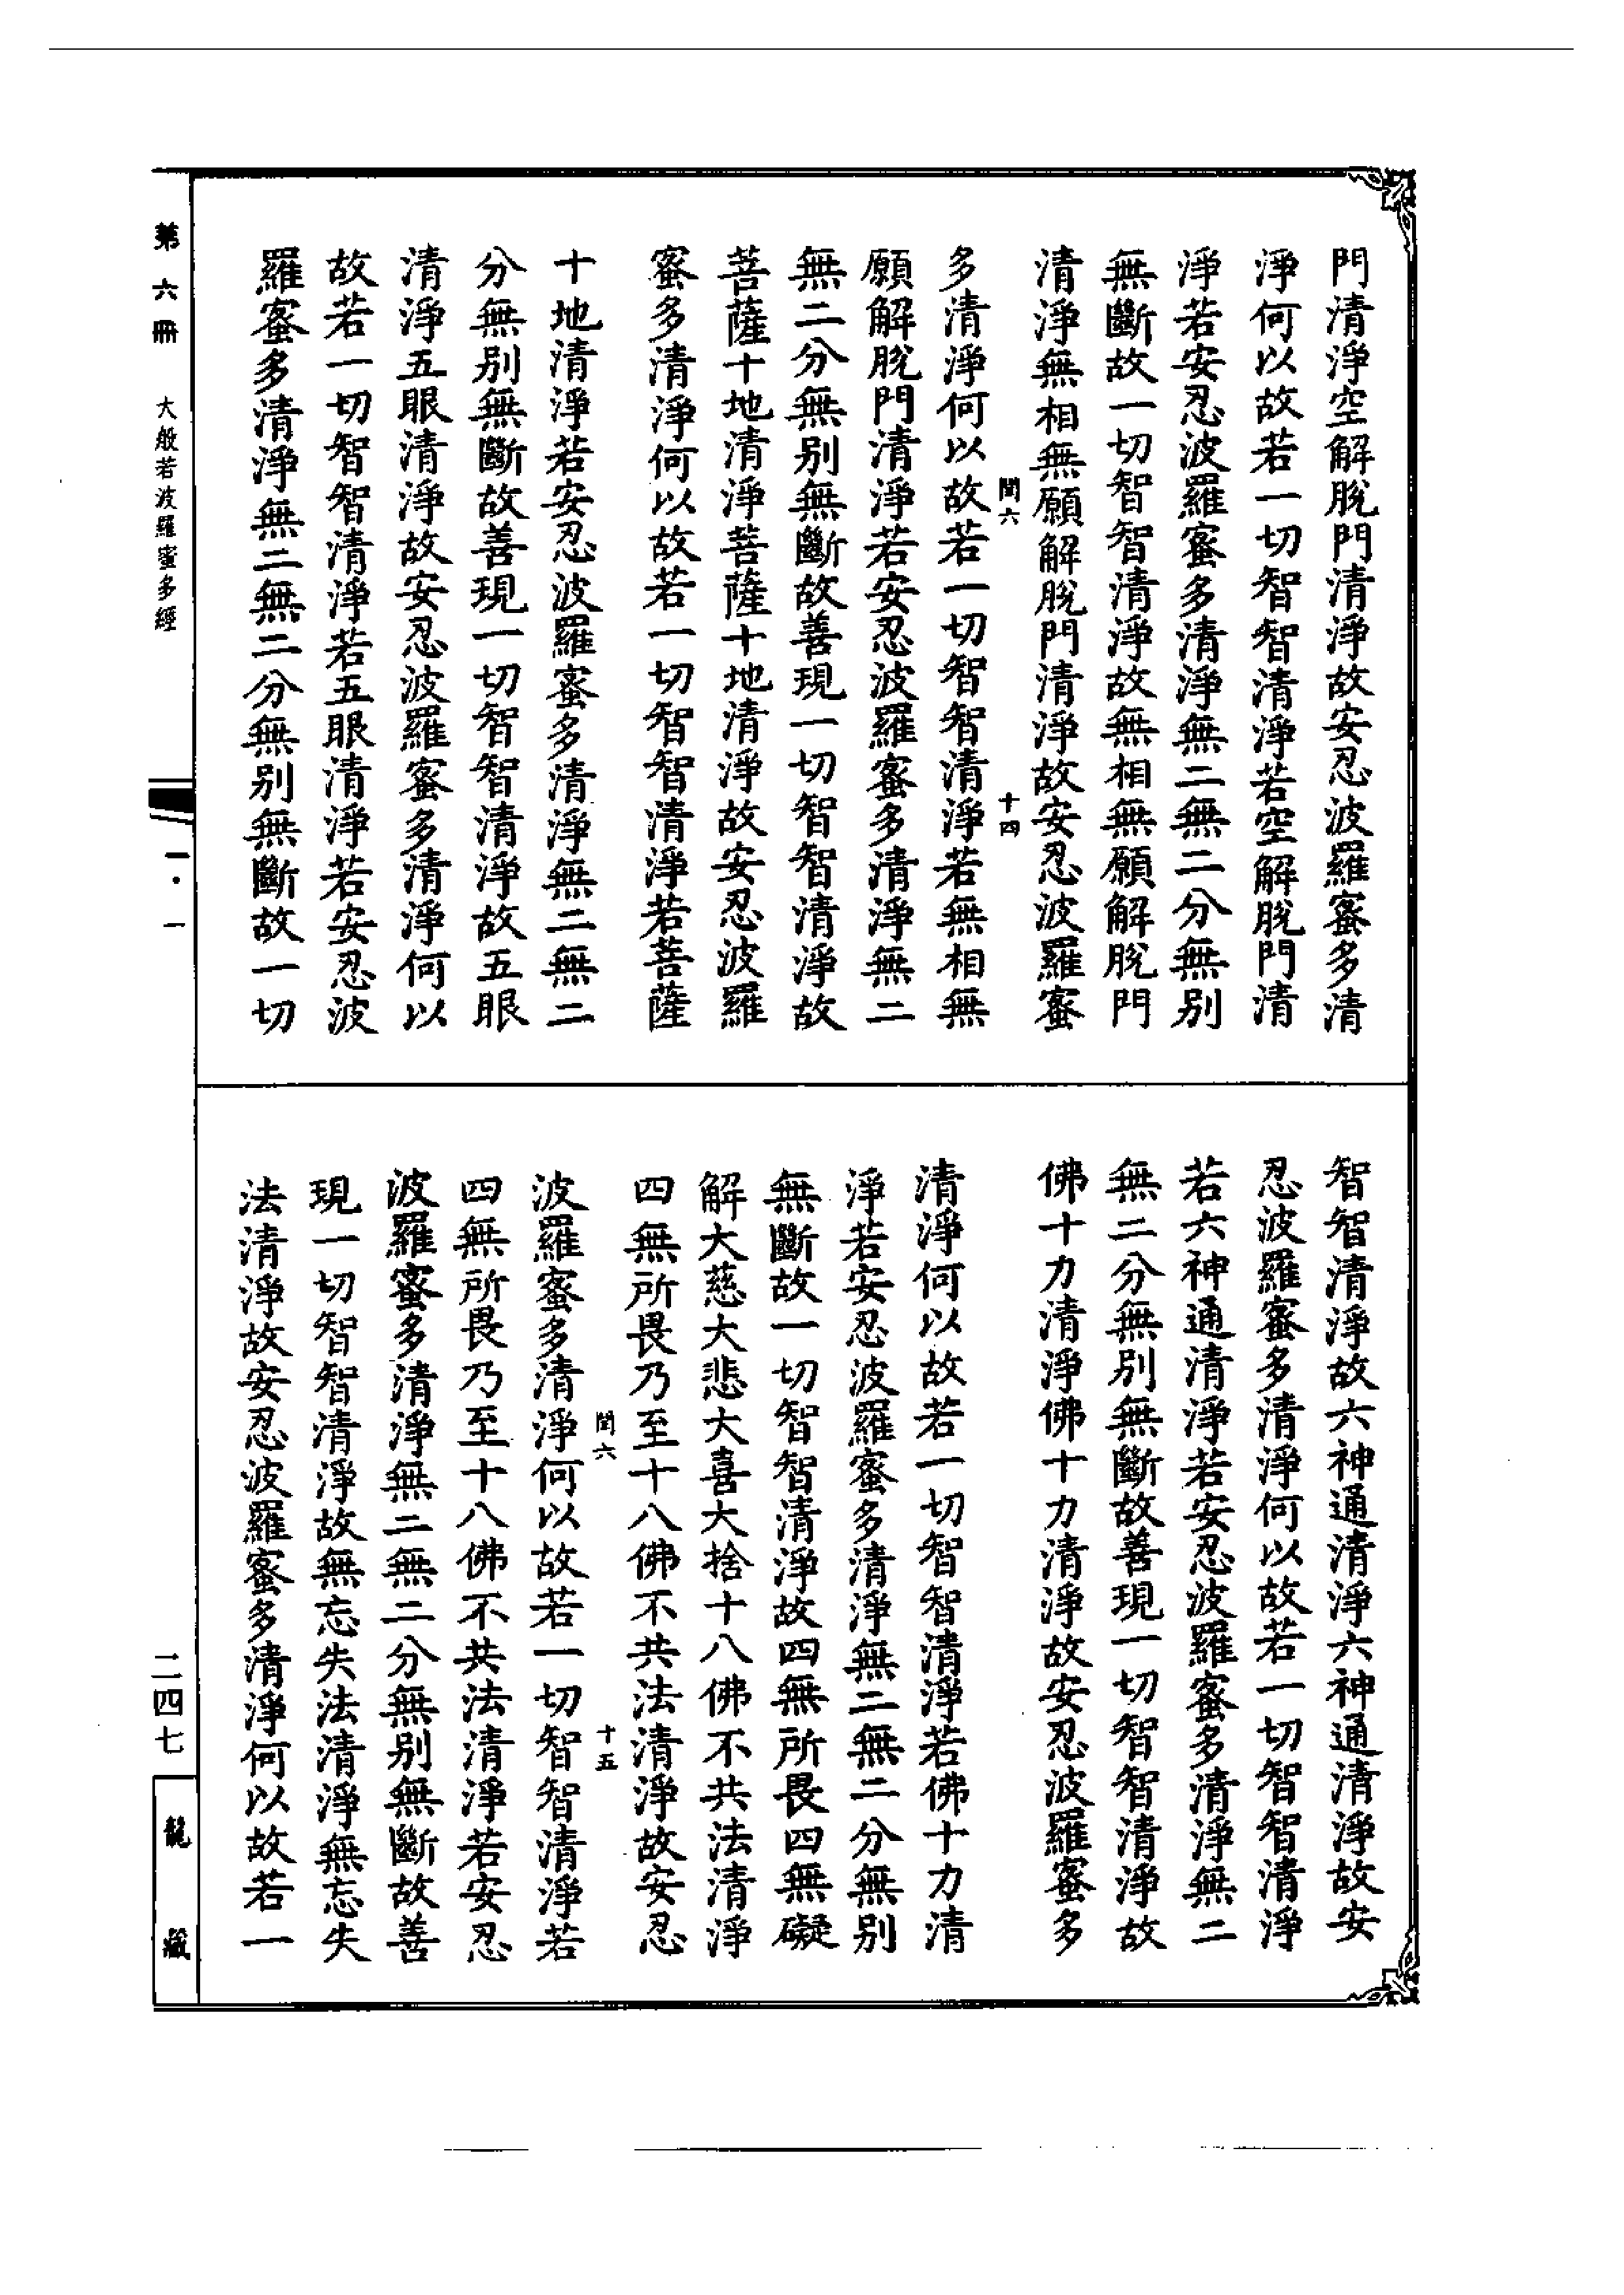 門清淨空解脫門清淨故安忍波羅蜜多清
淨何以故若一切智智清淨若空解脫門清
淨若安忍波羅蜜多清淨無二無二分無別
無斷故一切智智清淨故無相無願解脫門
清淨無相無願解脫門清淨故安忍波羅蜜
閏六
十四
多清淨何以故若一切智智清淨若無相無
願解脫門清淨若安忍波羅蜜多清淨無二
無二分無別無斷故善現一切智智清淨故
菩薩十地清淨菩薩十地清淨故安忍波羅
蜜多清淨何以故若一切智智清淨若菩薩
十地清淨若安忍波羅蜜多清淨無二無二
分無別無斷故善現一切智智清淨故五眼
清淨五眼清淨故安忍波羅蜜多清淨何以
故若一切智智清淨若五眼清淨若安忍波
羅蜜多清淨無二無二分無別無斷故一切
智智清淨故六神通清淨六神通清淨故安
忍波羅蜜多清淨何以故若一切智智清淨
若六神通清淨若安忍波羅蜜多清淨無二
無二分無別無斷故善現一切智智清淨故
佛十力清淨佛十力清淨故安忍波羅蜜多
清淨何以故若一切智智清淨若佛十力清
淨若安忍波羅蜜多清淨無二無二分無別
無斷故一切智智清淨故四無所畏四無礙
解大慈大悲大喜大捨十八佛不共法清淨
四無所畏乃至十八佛不共法清淨故安忍
閏六
十五
波羅蜜多清淨何以故若一切智智清淨若
四無所畏乃至十八佛不共法清淨若安忍
波羅蜜多清淨無二無二分無別無斷故善
現一切智智清淨故無忘失法清淨無忘失
法清淨故安忍波羅蜜多清淨何以故若一
第六冊
大般若波羅蜜多經
一·一
二四七
龍藏